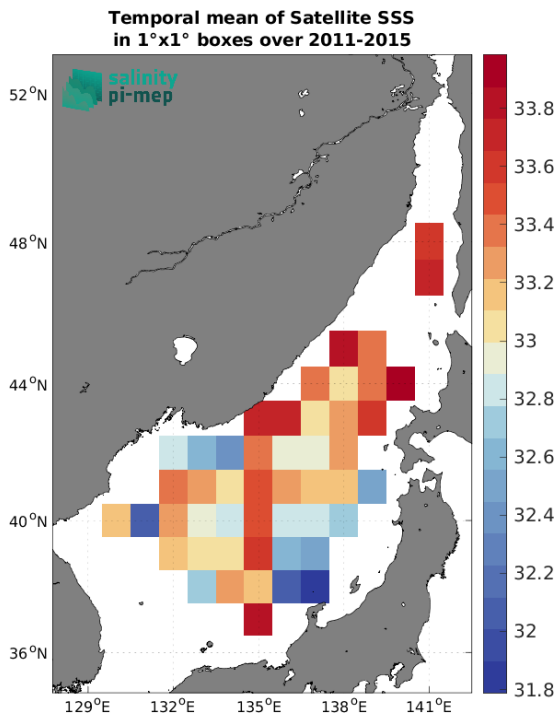 Temporal mean of Satellite SSS
in 1°x1° boxes over 2011-2015
salinity
pi-mep
52°N
48°N
44°N
40°N
36°N
129°E
132°E
135°E
138°E
141°E
33.8
33.6
33.4
33.2
33
32.8
32.6
32.4
32.2
32
31.8